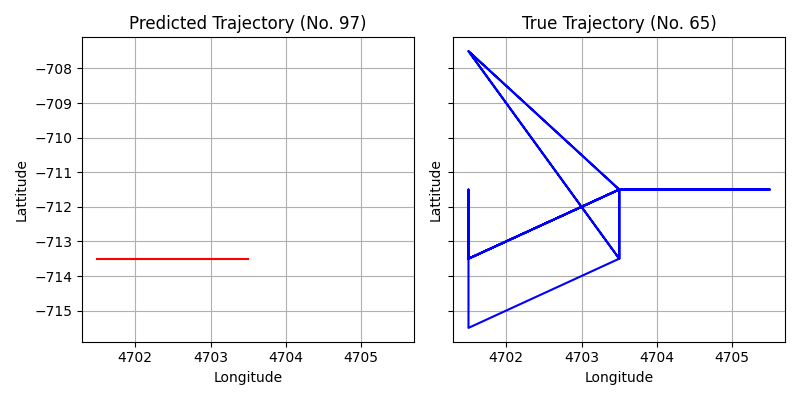 Predicted Trajectory (No. 97)
−708
−709
−710
−711
−712
−713
−714
−715
Lattitude
4702 4703 4704 4705
Longitude
True Trajectory (No. 65)
Lattitude
4702 4703 4704 4705
Longitude